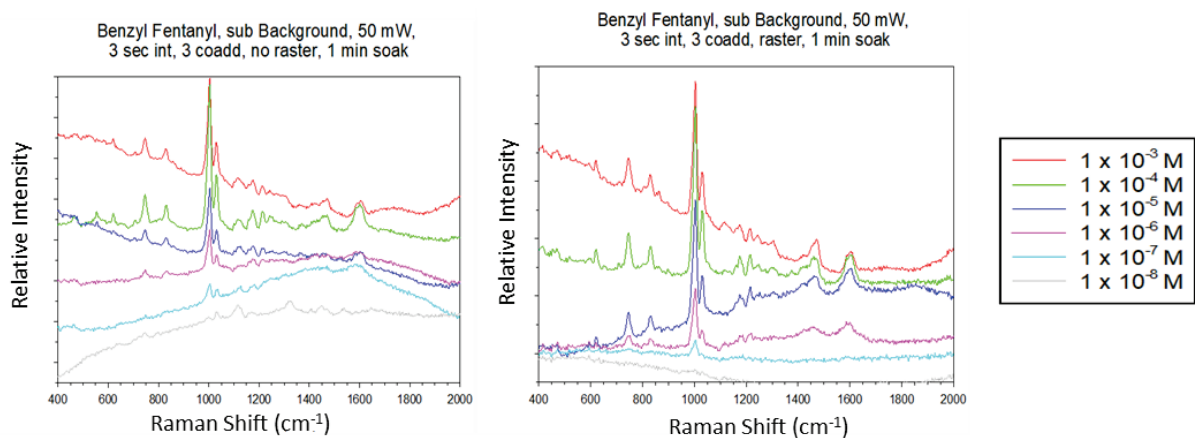 Benzyl Fentanyl, sub Background, 50 mW,
3 sec int, 3 coadd, no raster, 1 min soak
Relative Intensity
400 600 800 1000 1200 1400 1600 1800 2000
Raman Shift (cm⁻¹)
Benzyl Fentanyl, sub Background, 50 mW,
3 sec int, 3 coadd, raster, 1 min soak
Relative Intensity
400 600 800 1000 1200 1400 1600 1800 2000
Raman Shift (cm⁻¹)
1 x 10⁻³ M
1 x 10⁻⁴ M
1 x 10⁻⁵ M
1 x 10⁻⁶ M
1 x 10⁻⁷ M
1 x 10⁻⁸ M